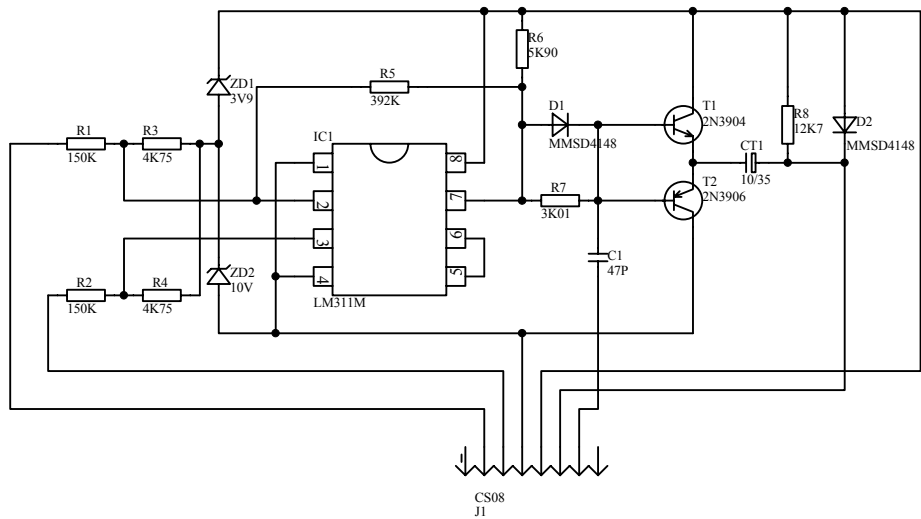 R6
5K90
ZD1
3V9
R5
392K
D1
MMSD4148
T1
2N3904
R8
12K7
D2
MMSD4148
R1
150K
R3
4K75
IC1
1
8
CT1
10/35
R7
3K01
T2
2N3906
2
7
3
6
C1
47P
4
5
ZD2
10V
R2
150K
R4
4K75
LM311M
1
CS08
J1